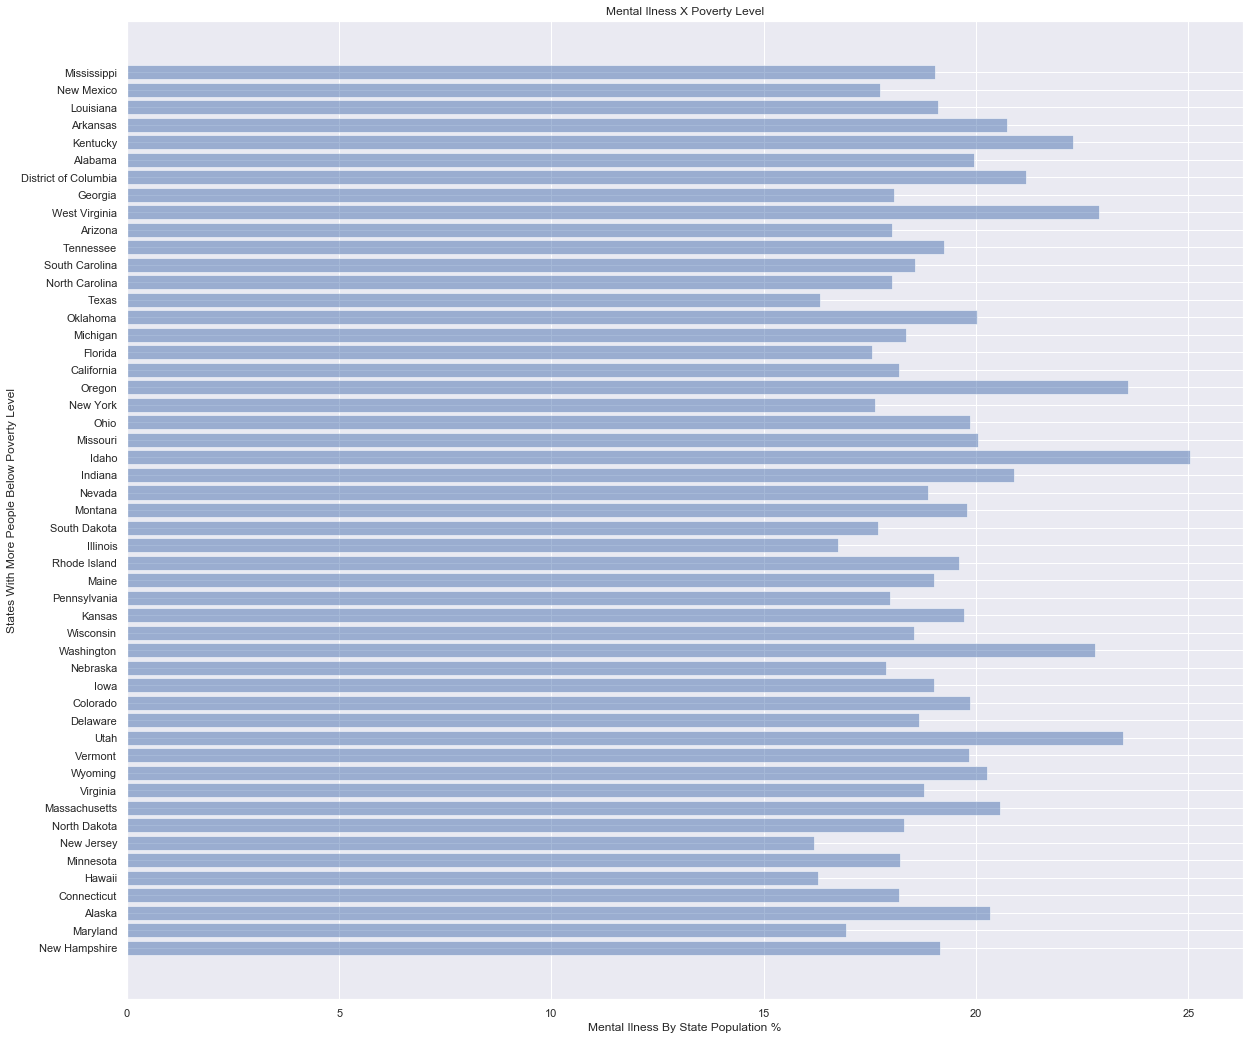 Mental Ilness X Poverty Level
States With More People Below Poverty Level
Mississippi
New Mexico
Louisiana
Arkansas
Kentucky
Alabama
District of Columbia
Georgia
West Virginia
Arizona
Tennessee
South Carolina
North Carolina
Texas
Oklahoma
Michigan
Florida
California
Oregon
New York
Ohio
Missouri
Idaho
Indiana
Nevada
Montana
South Dakota
Illinois
Rhode Island
Maine
Pennsylvania
Kansas
Wisconsin
Washington
Nebraska
Iowa
Colorado
Delaware
Utah
Vermont
Wyoming
Virginia
Massachusetts
North Dakota
New Jersey
Minnesota
Hawaii
Connecticut
Alaska
Maryland
New Hampshire
0 5 10 15 20 25
Mental Ilness By State Population %